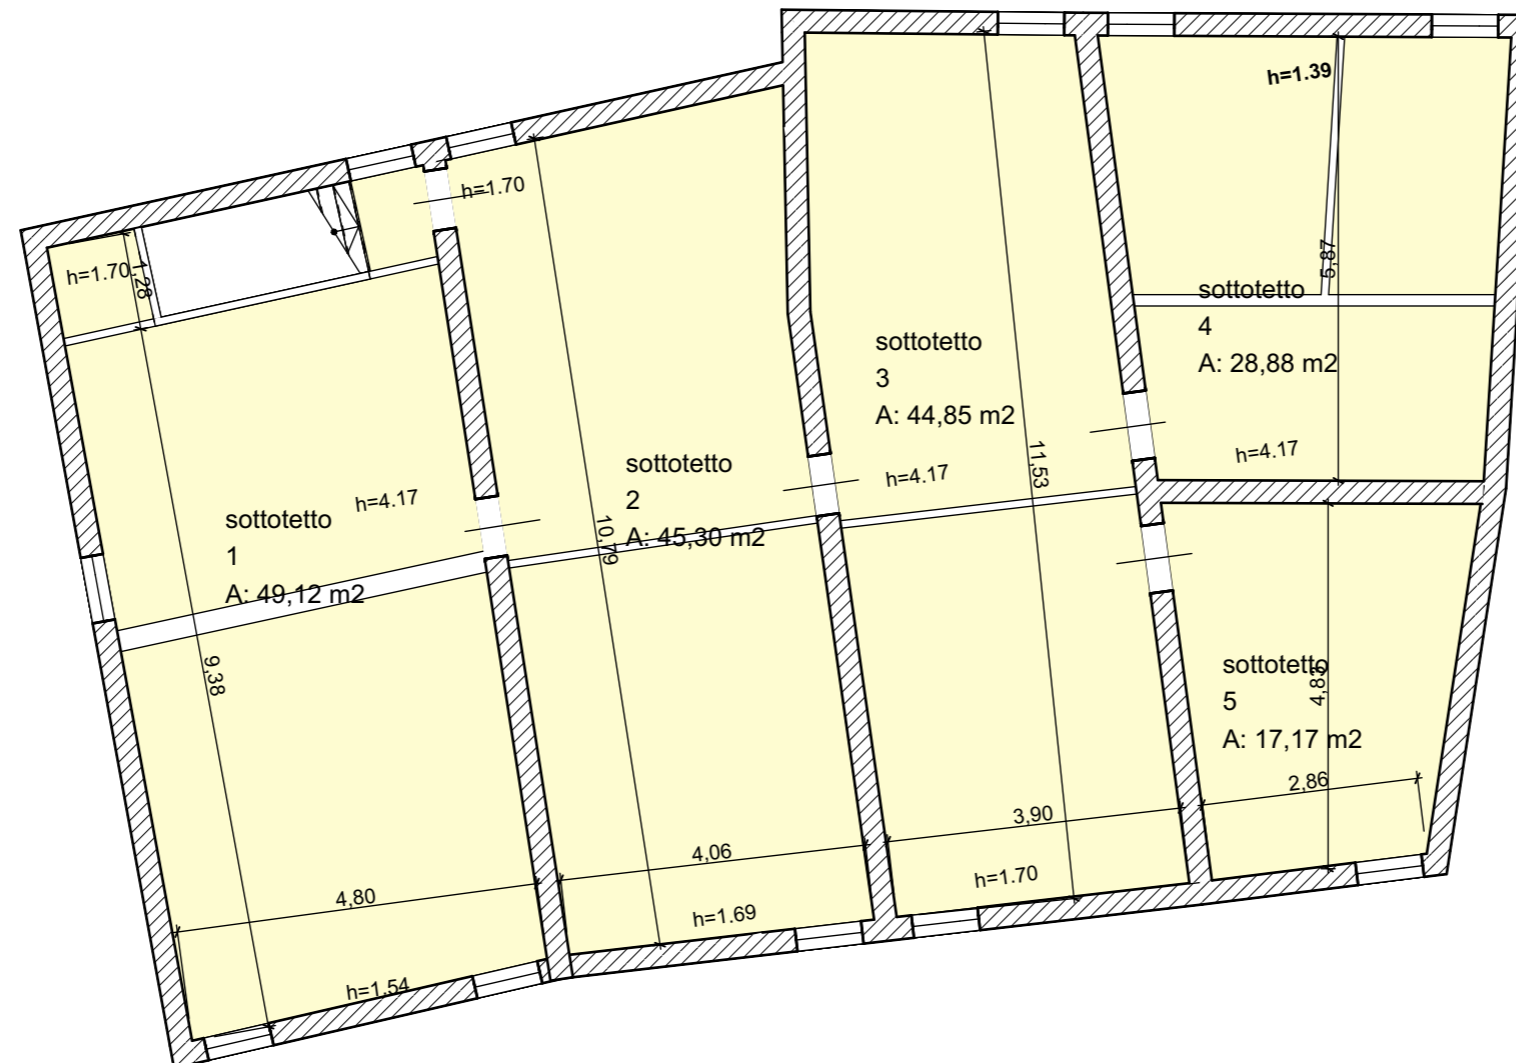 h=1.39
h=1.70
h=1.70
1,28
5,87
sottotetto
4
A: 28,88 m2
sottotetto
3
A: 44,85 m2
h=4.17
11,53
h=4.17
sottotetto
2
A: 45,30 m2
10,79
h=4.17
sottotetto
1
A: 49,12 m2
9,38
sottotetto
5
A: 17,17 m2
4,83
2,86
3,90
4,06
4,80
h=1.70
h=1.69
h=1.54